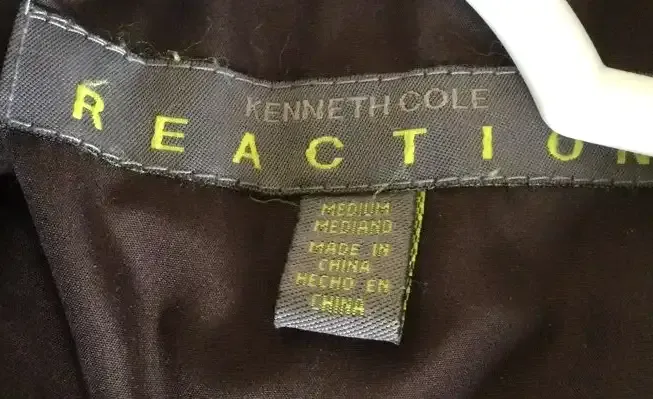 KENNETH COLE
REACTION
MEDIUM
MEDIANO
MADE IN
CHINA
HECHO EN
CHINA